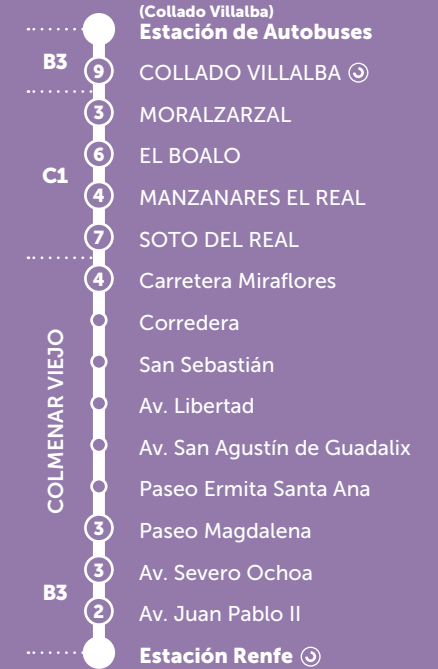 (Collado Villalba)
Estación de Autobuses
B3
9 COLLADO VILLALBA
3 MORALZARZAL
6 EL BOALO
C1
4 MANZANARES EL REAL
7 SOTO DEL REAL
4 Carretera Miraflores
Corredera
San Sebastián
COLMENAR VIEJO
Av. Libertad
Av. San Agustín de Guadalix
Paseo Ermita Santa Ana
3 Paseo Magdalena
3 Av. Severo Ochoa
B3
2 Av. Juan Pablo II
Estación Renfe